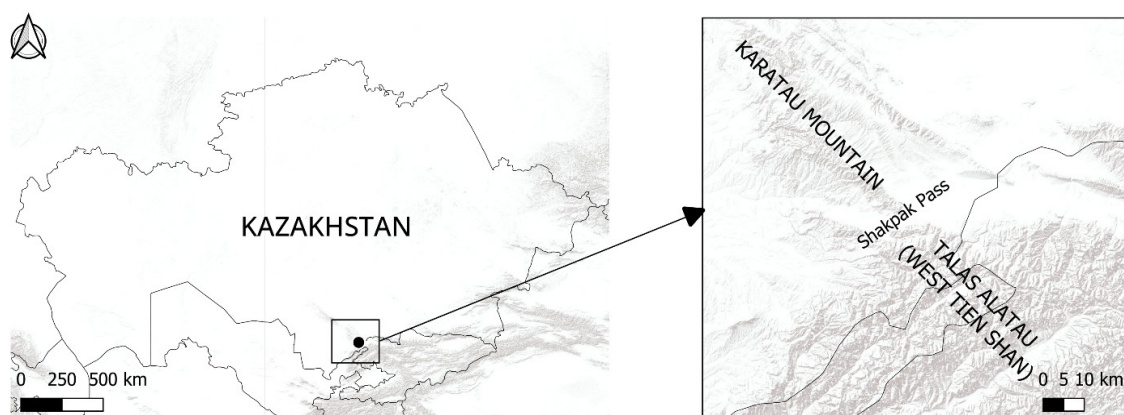 KAZAKHSTAN
0 250 500 km
KARATAU MOUNTAIN
Shakpak Pass
TALAS ALATAU
(WEST TIEN SHAN)
0 5 10 km